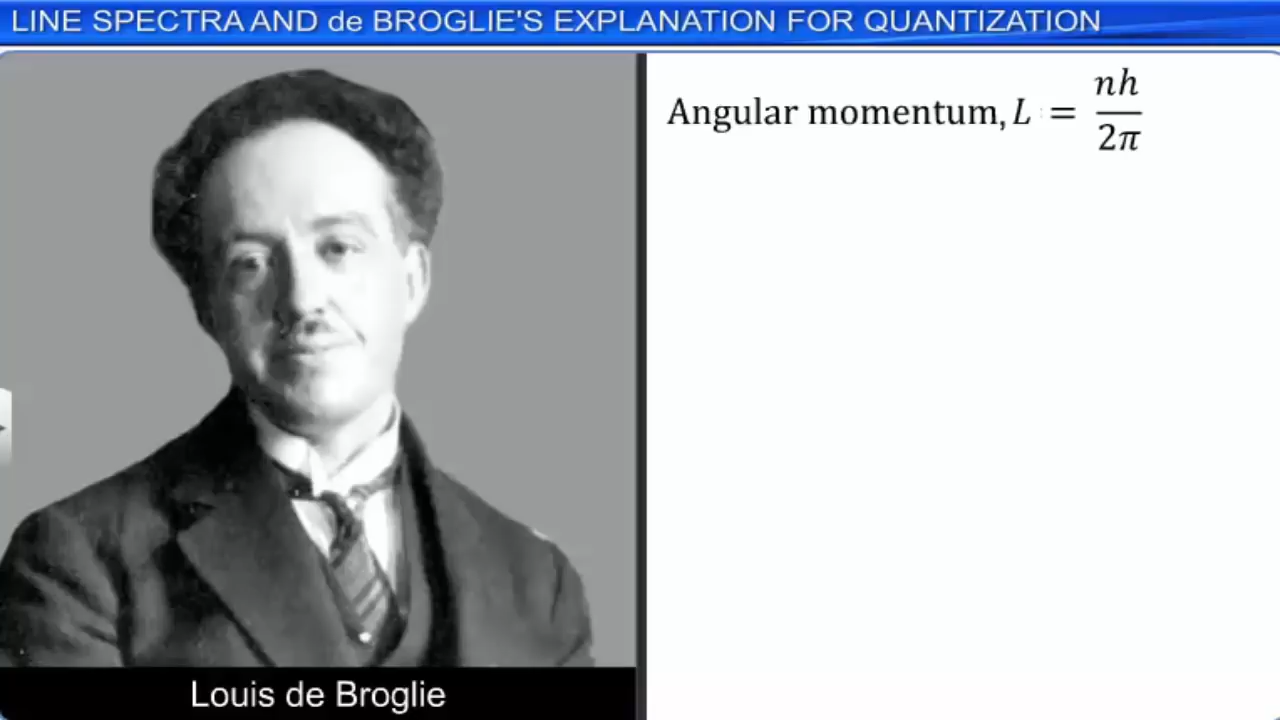 LINE SPECTRA AND de BROGLIE'S EXPLANATION FOR QUANTIZATION
Angular momentum, L = nh/2π
Louis de Broglie